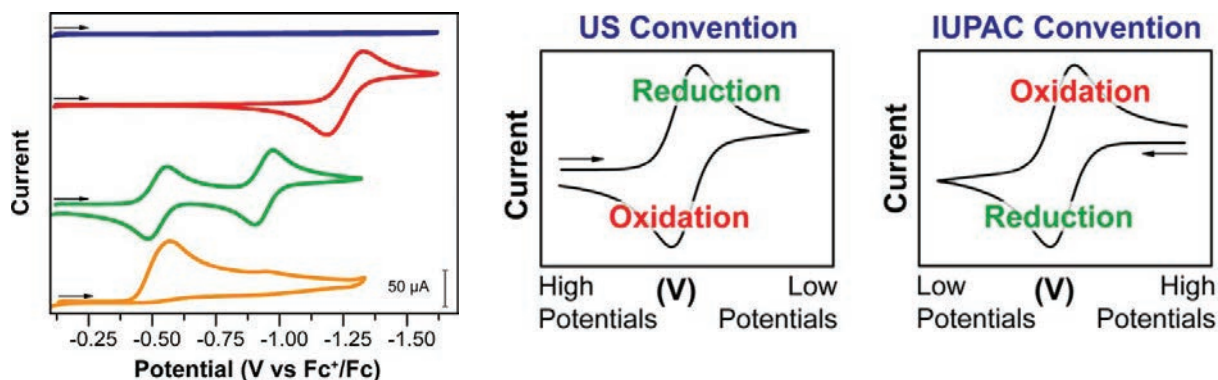 Current
50 µA
-0.25 -0.50 -0.75 -1.00 -1.25 -1.50
Potential (V vs Fc⁺/Fc)
US Convention
Current
Reduction
Oxidation
High Potentials
(V)
Low Potentials
IUPAC Convention
Current
Oxidation
Reduction
Low Potentials
(V)
High Potentials